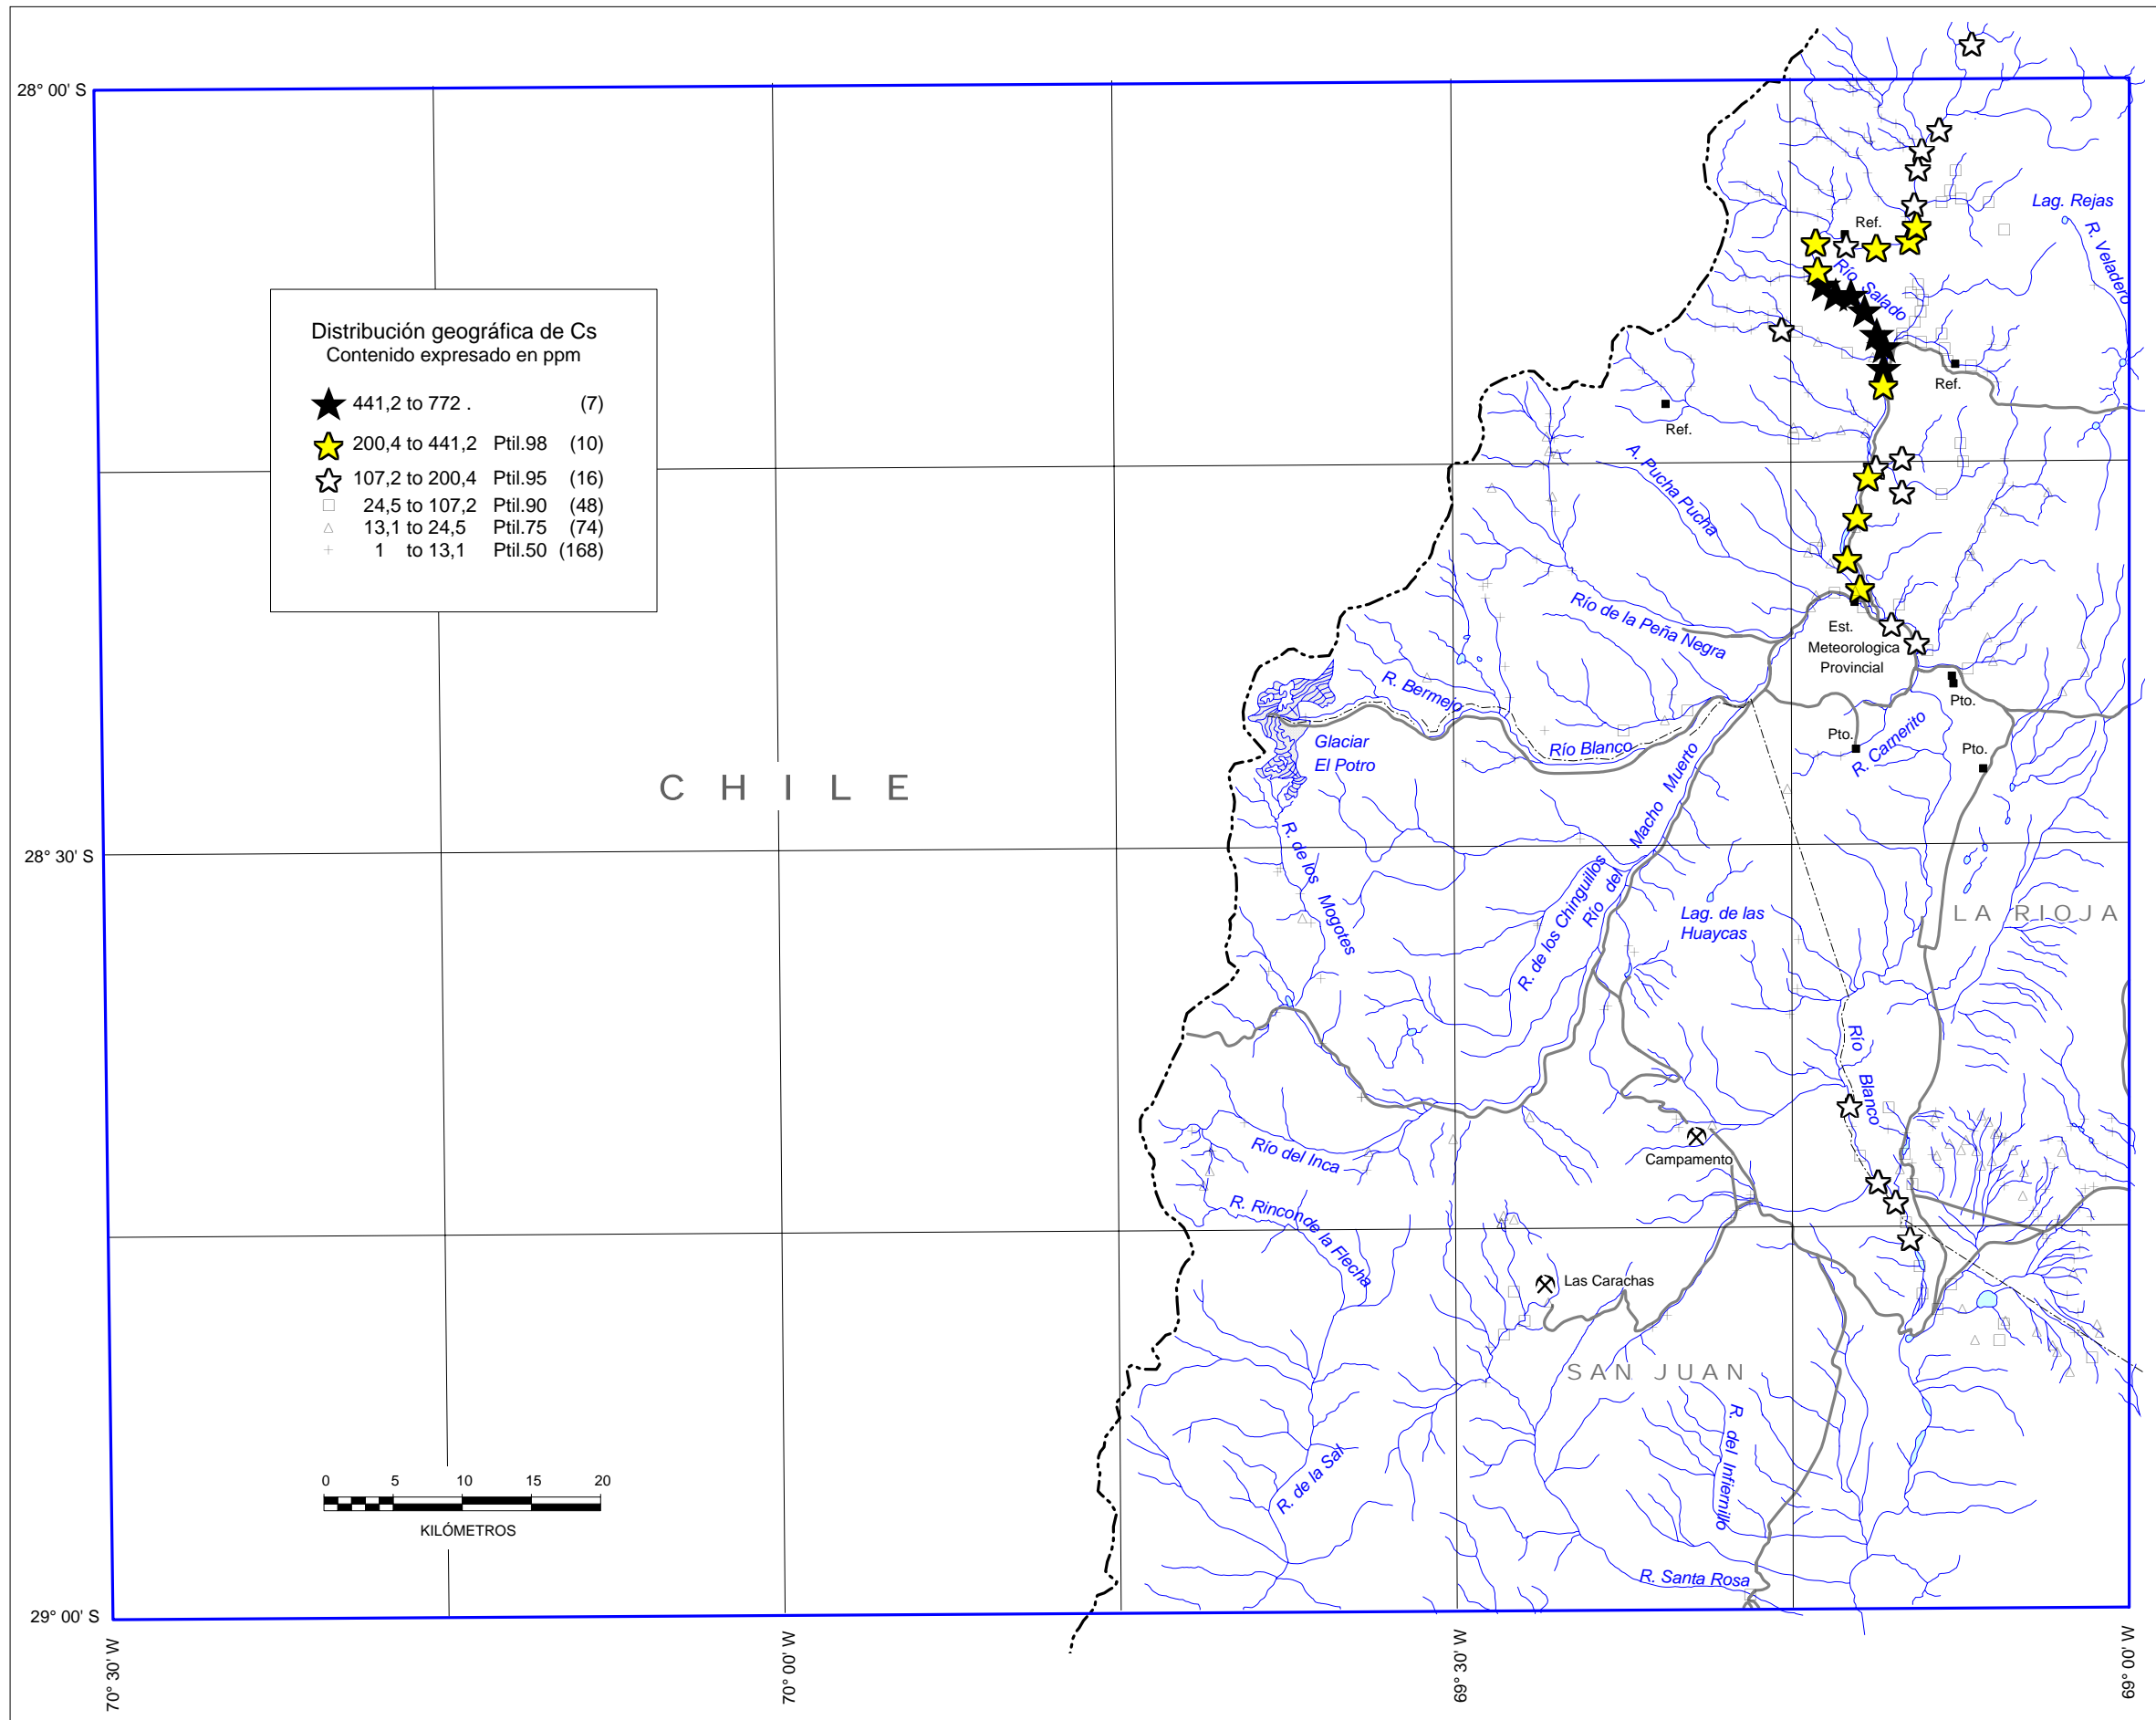 28° 00' S
Lag. Rejas
R. Veladero
Ref.
Río Salado
Distribución geográfica de Cs
Contenido expresado en ppm
441,2 to 772 . (7)
200,4 to 441,2 Ptil.98 (10)
107,2 to 200,4 Ptil.95 (16)
24,5 to 107,2 Ptil.90 (48)
13,1 to 24,5 Ptil.75 (74)
1 to 13,1 Ptil.50 (168)
Ref.
Ref.
A. Pucha Pucha
Río de la Peña Negra
Est.
Meteorologica
Provincial
R. Bermejo
Pto.
Pto.
Pto.
R. Carnerito
Glaciar
El Potro
Río Blanco
C H I L E
Río del Macho Muerto
28° 30' S
R. de los Mogotes
R. de los Chinguillos
Lag. de las
Huaycas
LA RIOJA
Río Blanco
Río del Inca
Campamento
R. Rincon de la Flecha
Las Carachas
SAN JUAN
R. de la Sal
R. del Infiernillo
0 5 10 15 20
KILÓMETROS
R. Santa Rosa
29° 00' S
70° 30' W
70° 00' W
69° 30' W
69° 00' W